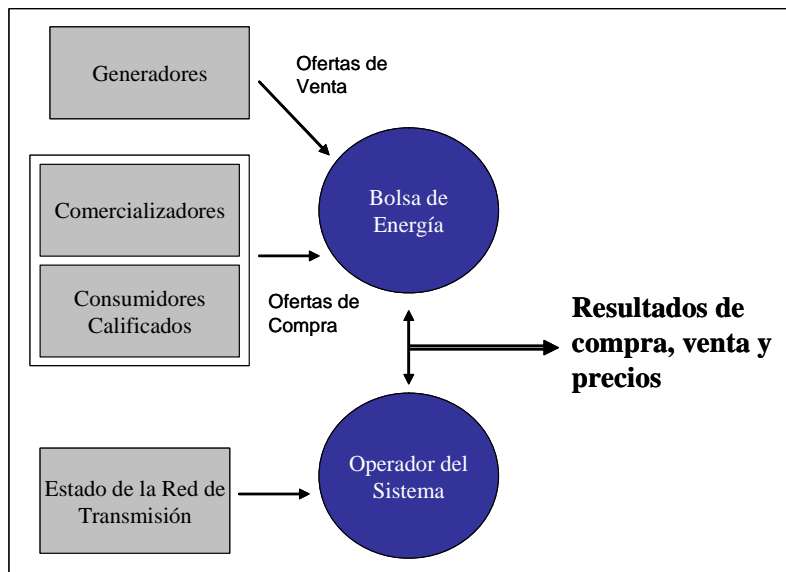 Generadores
Ofertas de
Venta
Bolsa de
Energía
Comercializadores
Consumidores
Calificados
Ofertas de
Compra
Resultados de
compra, venta y
precios
Operador del
Sistema
Estado de la Red de
Transmisión